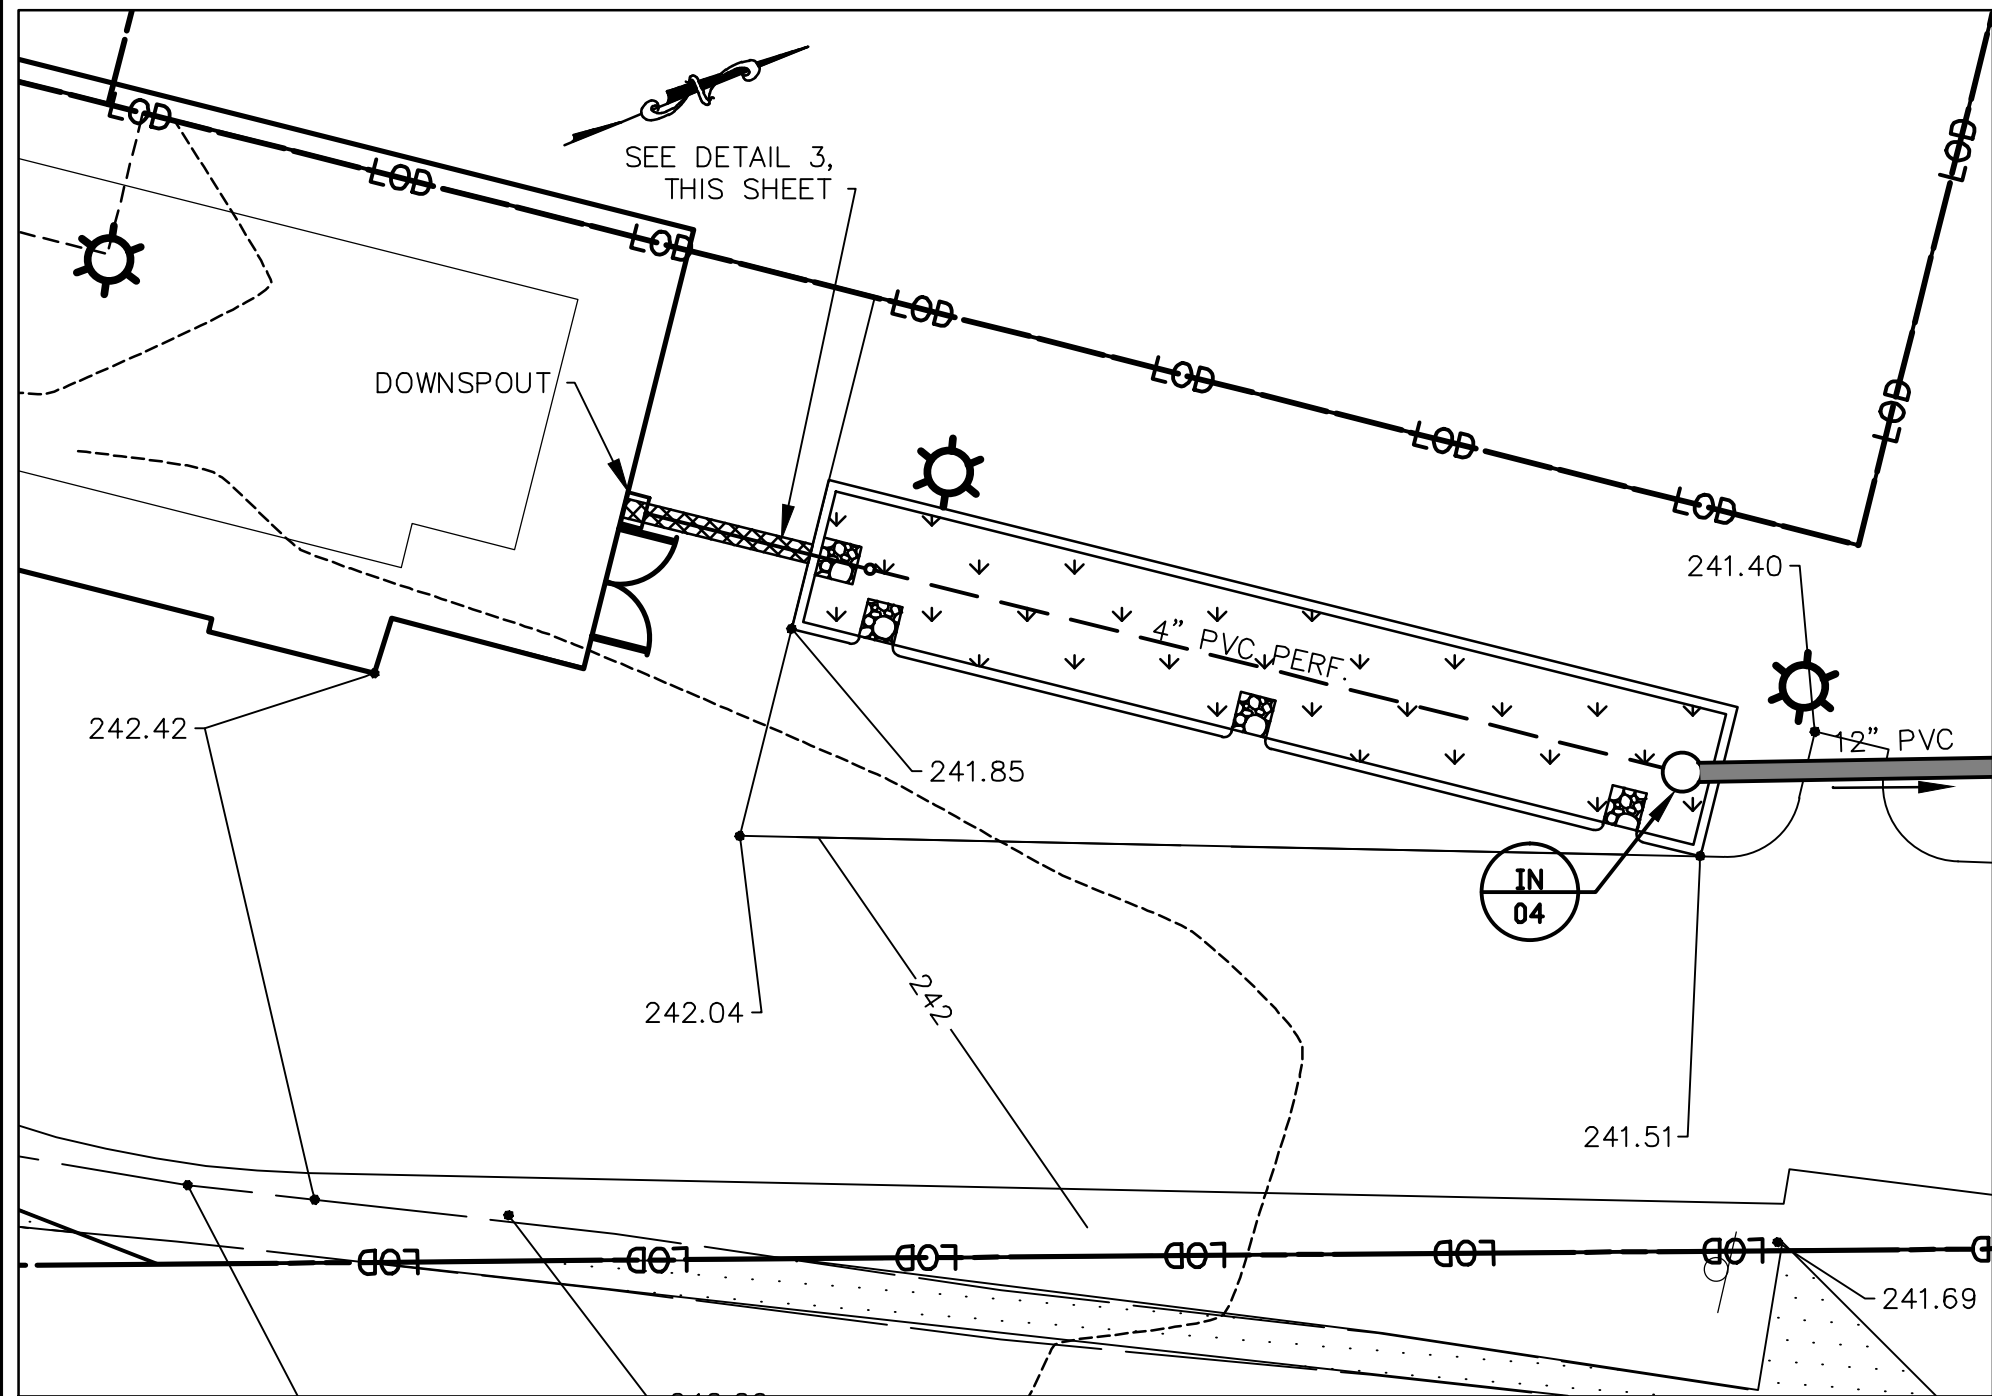 LOD
LOD
LOD
LOD
LOD
LOD
LOD
LOD
LOD
SEE DETAIL 3,
THIS SHEET
DOWNSPOUT
241.40
4" PVC PERF.
12" PVC
242.42
241.85
IN
04
242.04
242
241.51
LOD
LOD
LOD
LOD
LOD
LOD
241.69